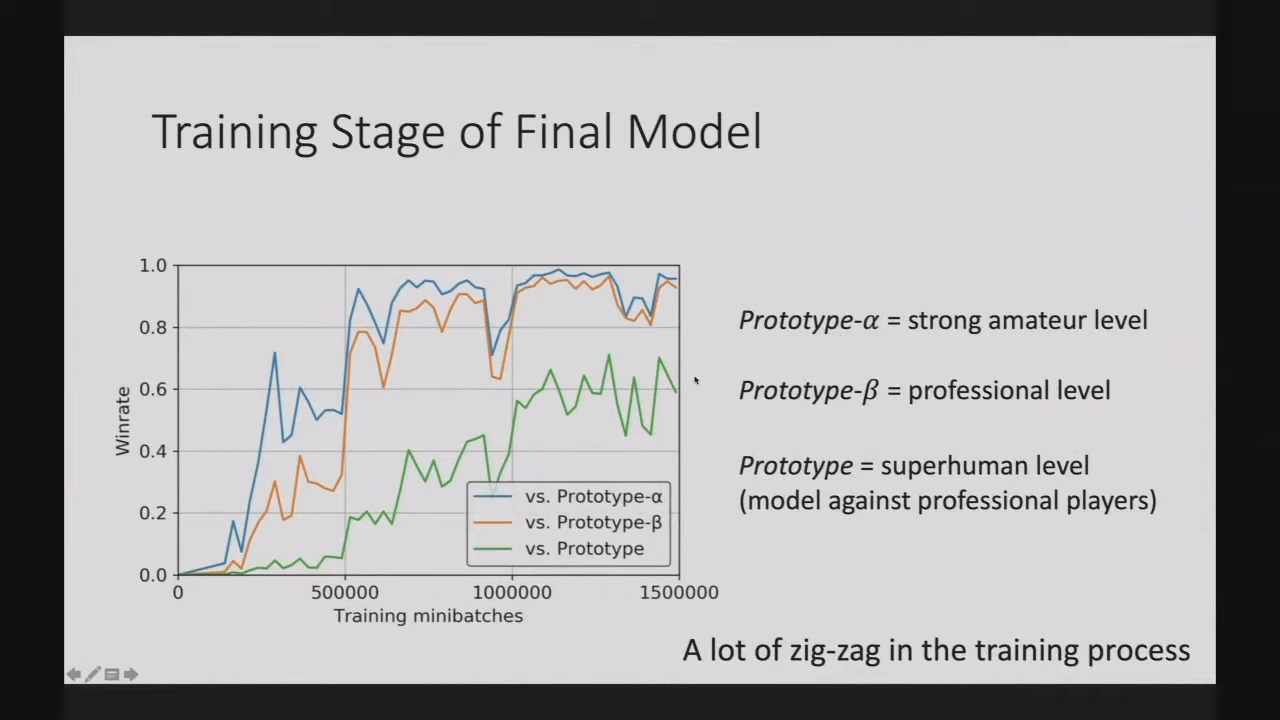 Training Stage of Final Model
1.0
0.8
0.6
0.4
0.2
0.0
Winrate
0
500000
1000000
1500000
Training minibatches
vs. Prototype-α
vs. Prototype-β
vs. Prototype
Prototype-α = strong amateur level
Prototype-β = professional level
Prototype = superhuman level
(model against professional players)
A lot of zig-zag in the training process